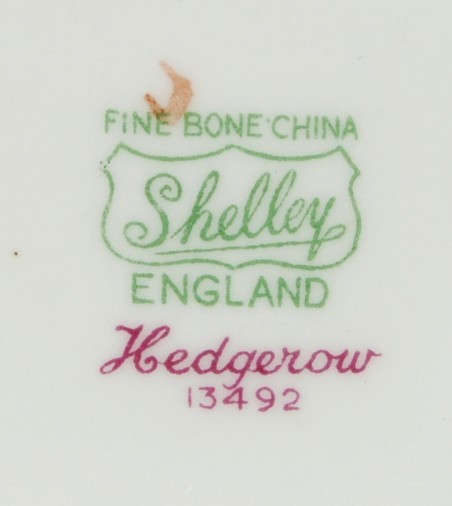 FINE BONE CHINA
Shelley
ENGLAND
Hedgerow
13492